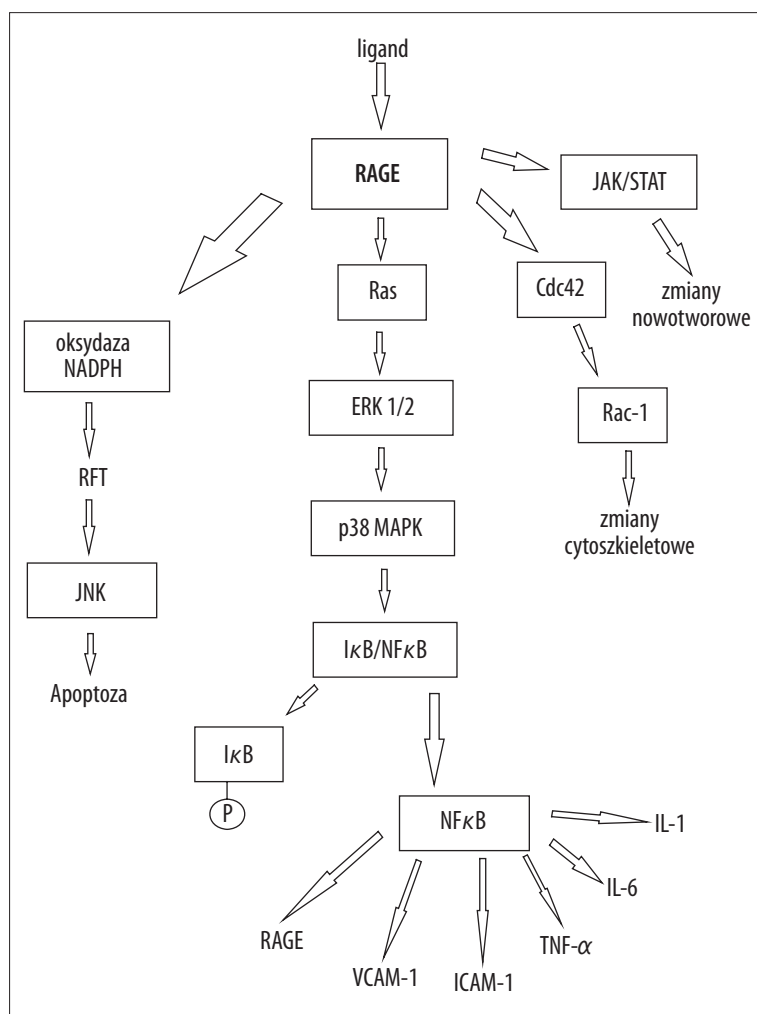 ligand
RAGE
JAK/STAT
Ras
Cdc42
zmiany
nowotworowe
oksydaza
NADPH
ERK 1/2
Rac-1
RFT
p38 MAPK
zmiany
cytoszkieletowe
JNK
IκB/NFκB
Apoptoza
IκB
P
NFκB
IL-1
IL-6
RAGE
TNF-α
VCAM-1
ICAM-1